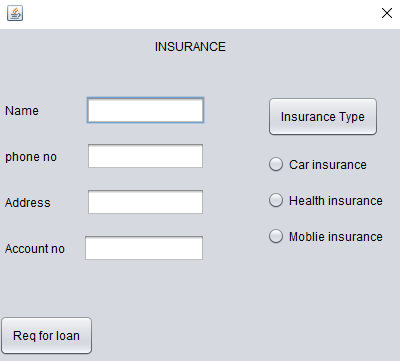 INSURANCE
Name
Insurance Type
phone no
Car insurance
Address
Health insurance
Account no
Moblie insurance
Req for loan